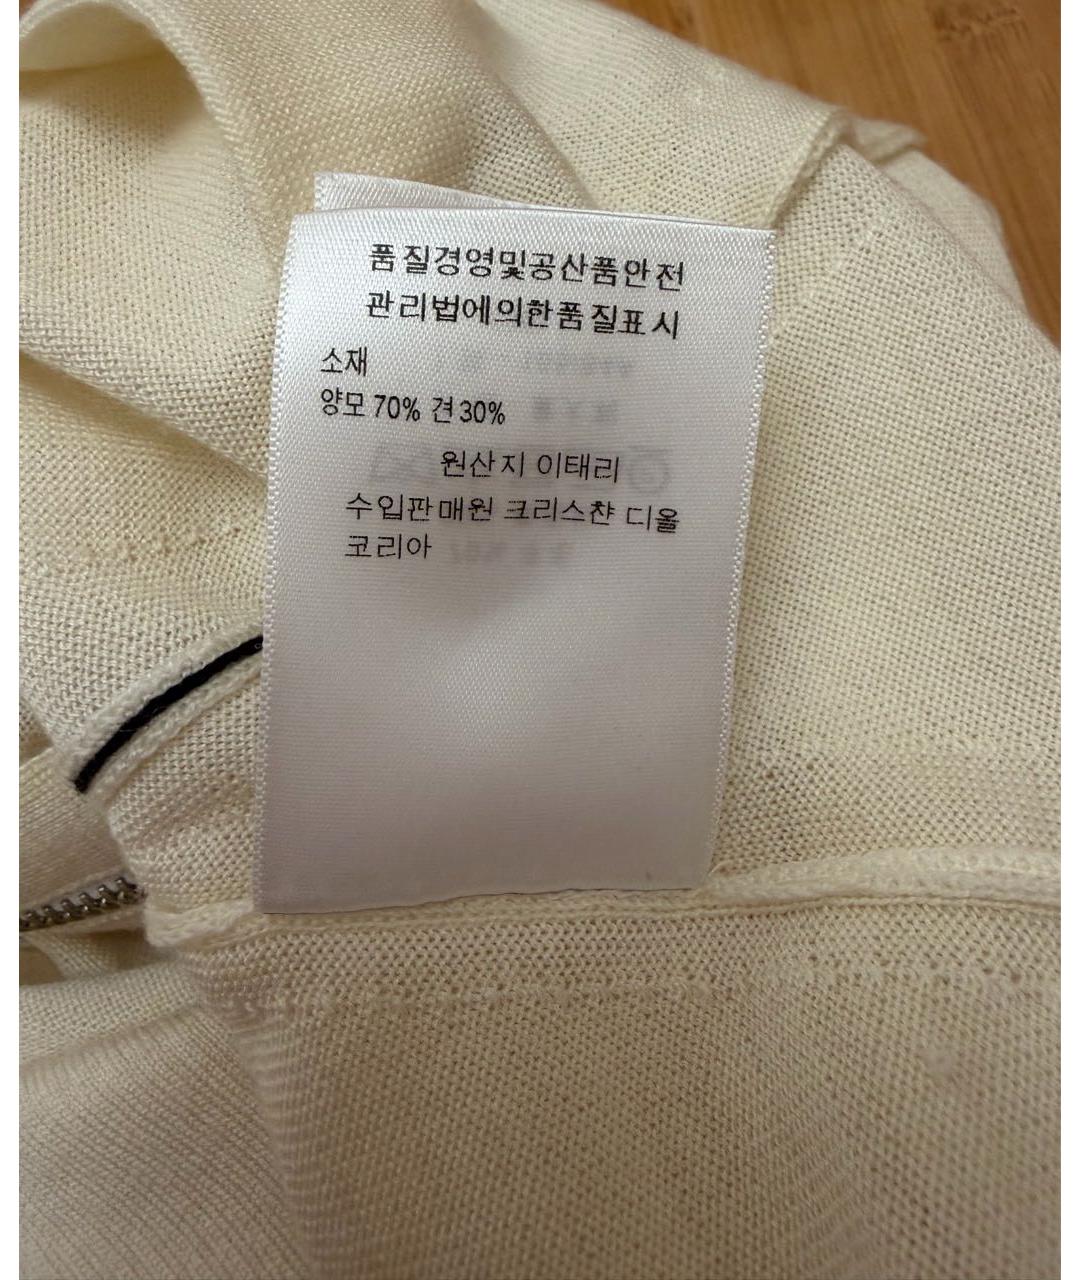 품질경영및공산품안전
관리법에의한품질표시
소재
양모 70% 견 30%
원산지 이태리
수입판매원 크리스챤 디올
코리아